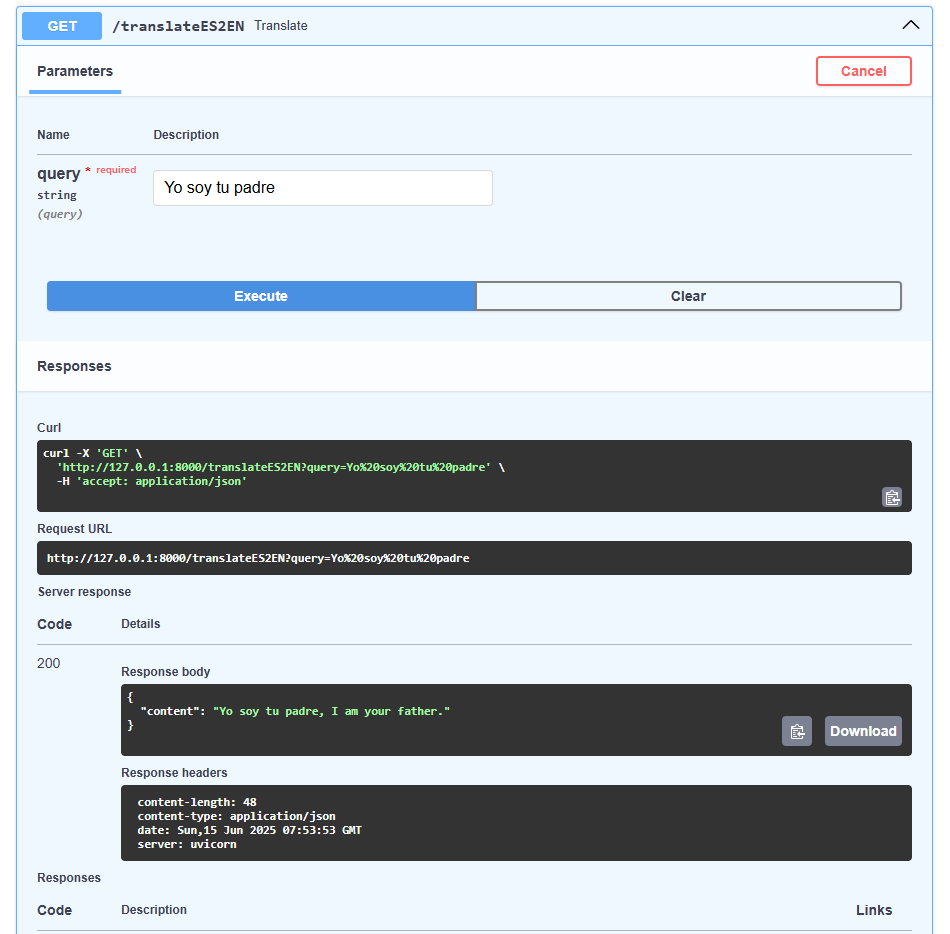 GET /translateES2EN Translate
Parameters
Cancel
Name Description
query * required
string
(query)
Yo soy tu padre
Execute Clear
Responses
Curl
curl -X 'GET' \
  'http://127.0.0.1:8000/translateES2EN?query=Yo%20soy%20tu%20padre' \
  -H 'accept: application/json'
Request URL
http://127.0.0.1:8000/translateES2EN?query=Yo%20soy%20tu%20padre
Server response
Code Details
200
Response body
{
  "content": "Yo soy tu padre, I am your father."
}
Download
Response headers
content-length: 48
content-type: application/json
date: Sun,15 Jun 2025 07:53:53 GMT
server: uvicorn
Responses
Code Description Links